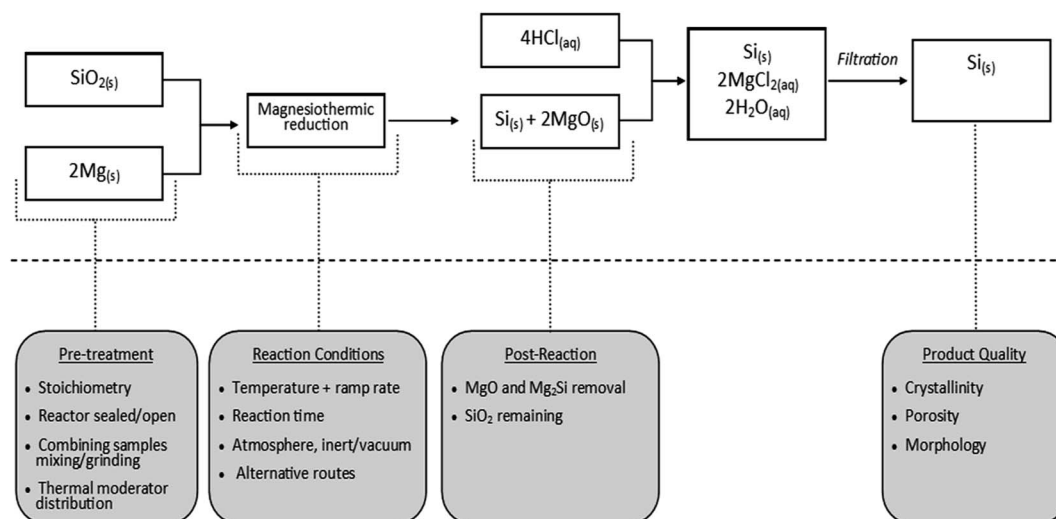 SiO₂(s)
2Mg(s)
Magnesiothermic
reduction
4HCl(aq)
Si(s) + 2MgO(s)
Si(s)
2MgCl₂(aq)
2H₂O(aq)
Filtration
Si(s)
Pre-treatment
• Stoichiometry
• Reactor sealed/open
• Combining samples
mixing/grinding
• Thermal moderator
distribution
Reaction Conditions
• Temperature + ramp rate
• Reaction time
• Atmosphere, inert/vacuum
• Alternative routes
Post-Reaction
• MgO and Mg₂Si removal
• SiO₂ remaining
Product Quality
• Crystallinity
• Porosity
• Morphology